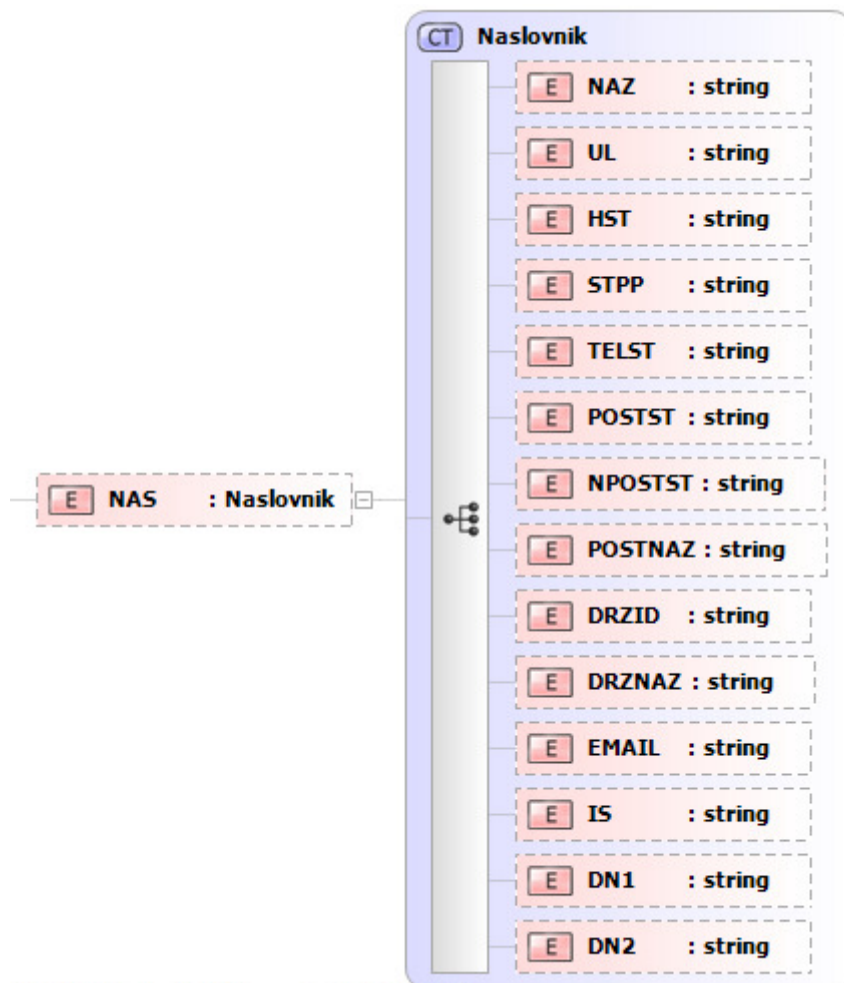 CT Naslovnik
E NAZ : string
E UL : string
E HST : string
E STPP : string
E TELST : string
E POSTST : string
E NAS : Naslovnik
E NPOSTST : string
E POSTNAZ : string
E DRZID : string
E DRZNAZ : string
E EMAIL : string
E IS : string
E DN1 : string
E DN2 : string